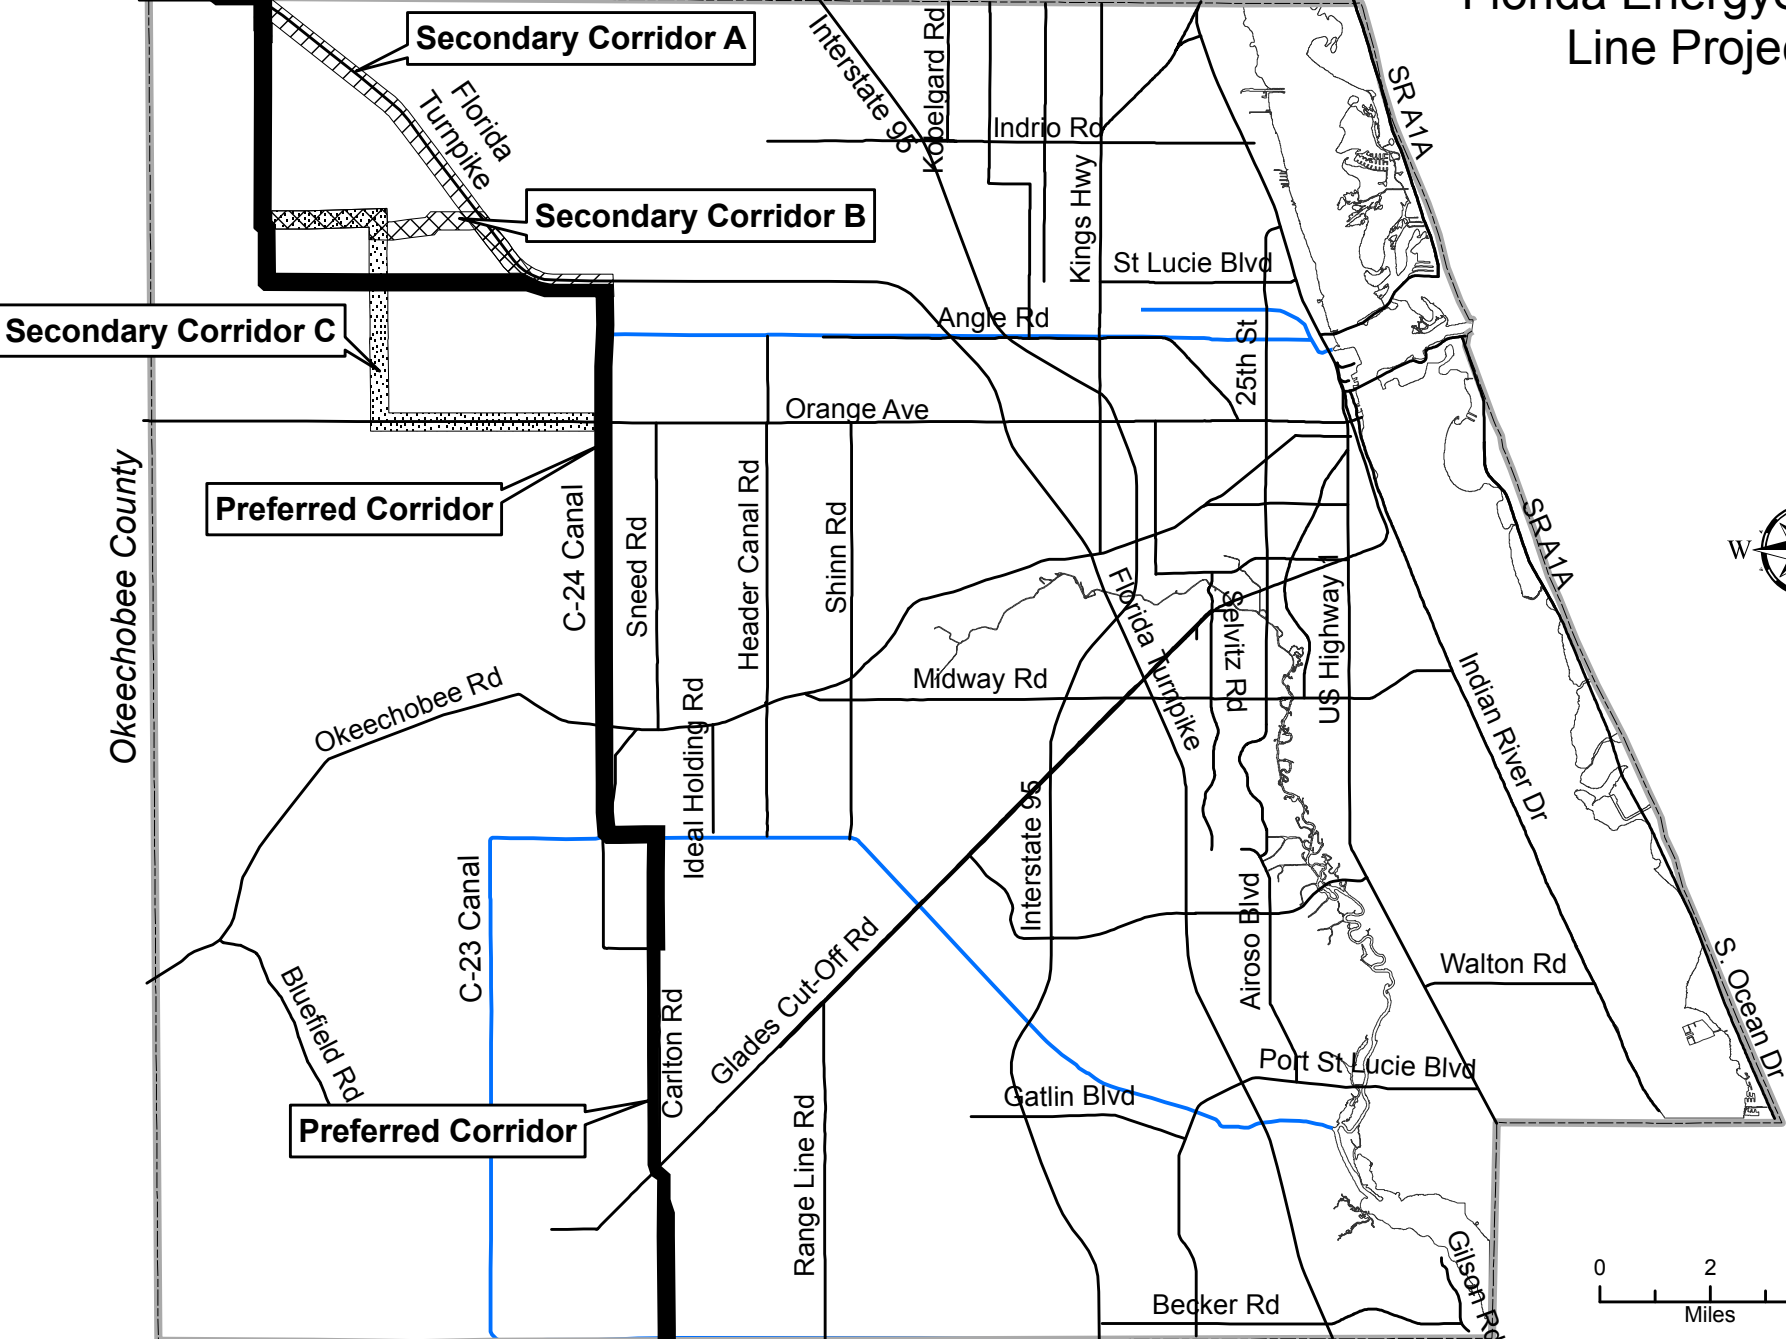 Line
Secondary Corridor A
Florida
Turnpike
Interstate 95
Kobelgard Rd
Indrio Rd
Kings Hwy
SR A1A
Secondary Corridor B
St Lucie Blvd
Secondary Corridor C
Angle Rd
25th St
Orange Ave
Okeechobee County
Preferred Corridor
C-24 Canal
Sneed Rd
Header Canal Rd
Shinn Rd
SR A1A
W
Florida Turnpike
Selvitz Rd
US Highway 1
Midway Rd
Indian River Dr
Okeechobee Rd
Ideal Holding Rd
Interstate 95
C-23 Canal
Airoso Blvd
Glades Cut-Off Rd
Walton Rd
S. Ocean Dr
Bluefield Rd
Carlton Rd
Port St Lucie Blvd
Gatlin Blvd
Preferred Corridor
Range Line Rd
Gilson Rd
Becker Rd
0 2
Miles